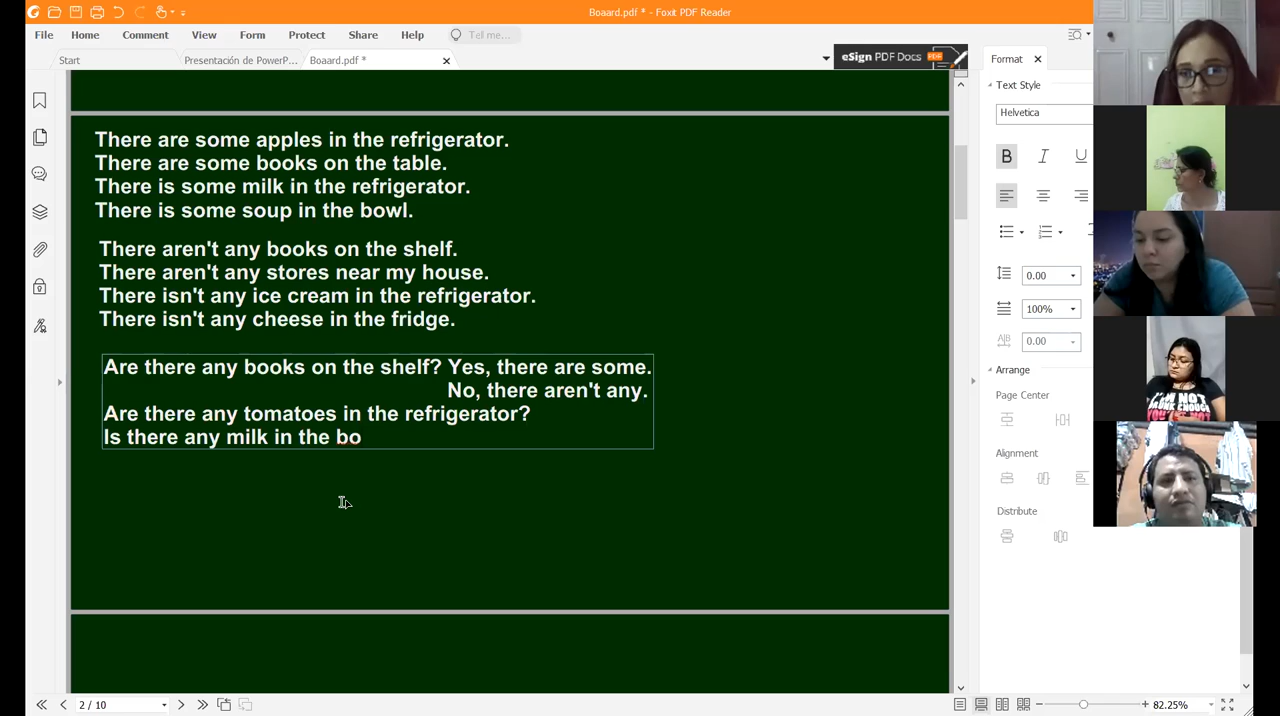 Boaard.pdf * - Foxit PDF Reader
File Home Comment View Form Protect Share Help Tell me...
Start Presentación de PowerP... Boaard.pdf * eSign PDF Docs
Format
Text Style
Helvetica
B I U
0.00
100%
0.00
Arrange
Page Center
Alignment
Distribute
There are some apples in the refrigerator.
There are some books on the table.
There is some milk in the refrigerator.
There is some soup in the bowl.
There aren't any books on the shelf.
There aren't any stores near my house.
There isn't any ice cream in the refrigerator.
There isn't any cheese in the fridge.
Are there any books on the shelf? Yes, there are some.
No, there aren't any.
Are there any tomatoes in the refrigerator?
Is there any milk in the bo
2 / 10
82.25%